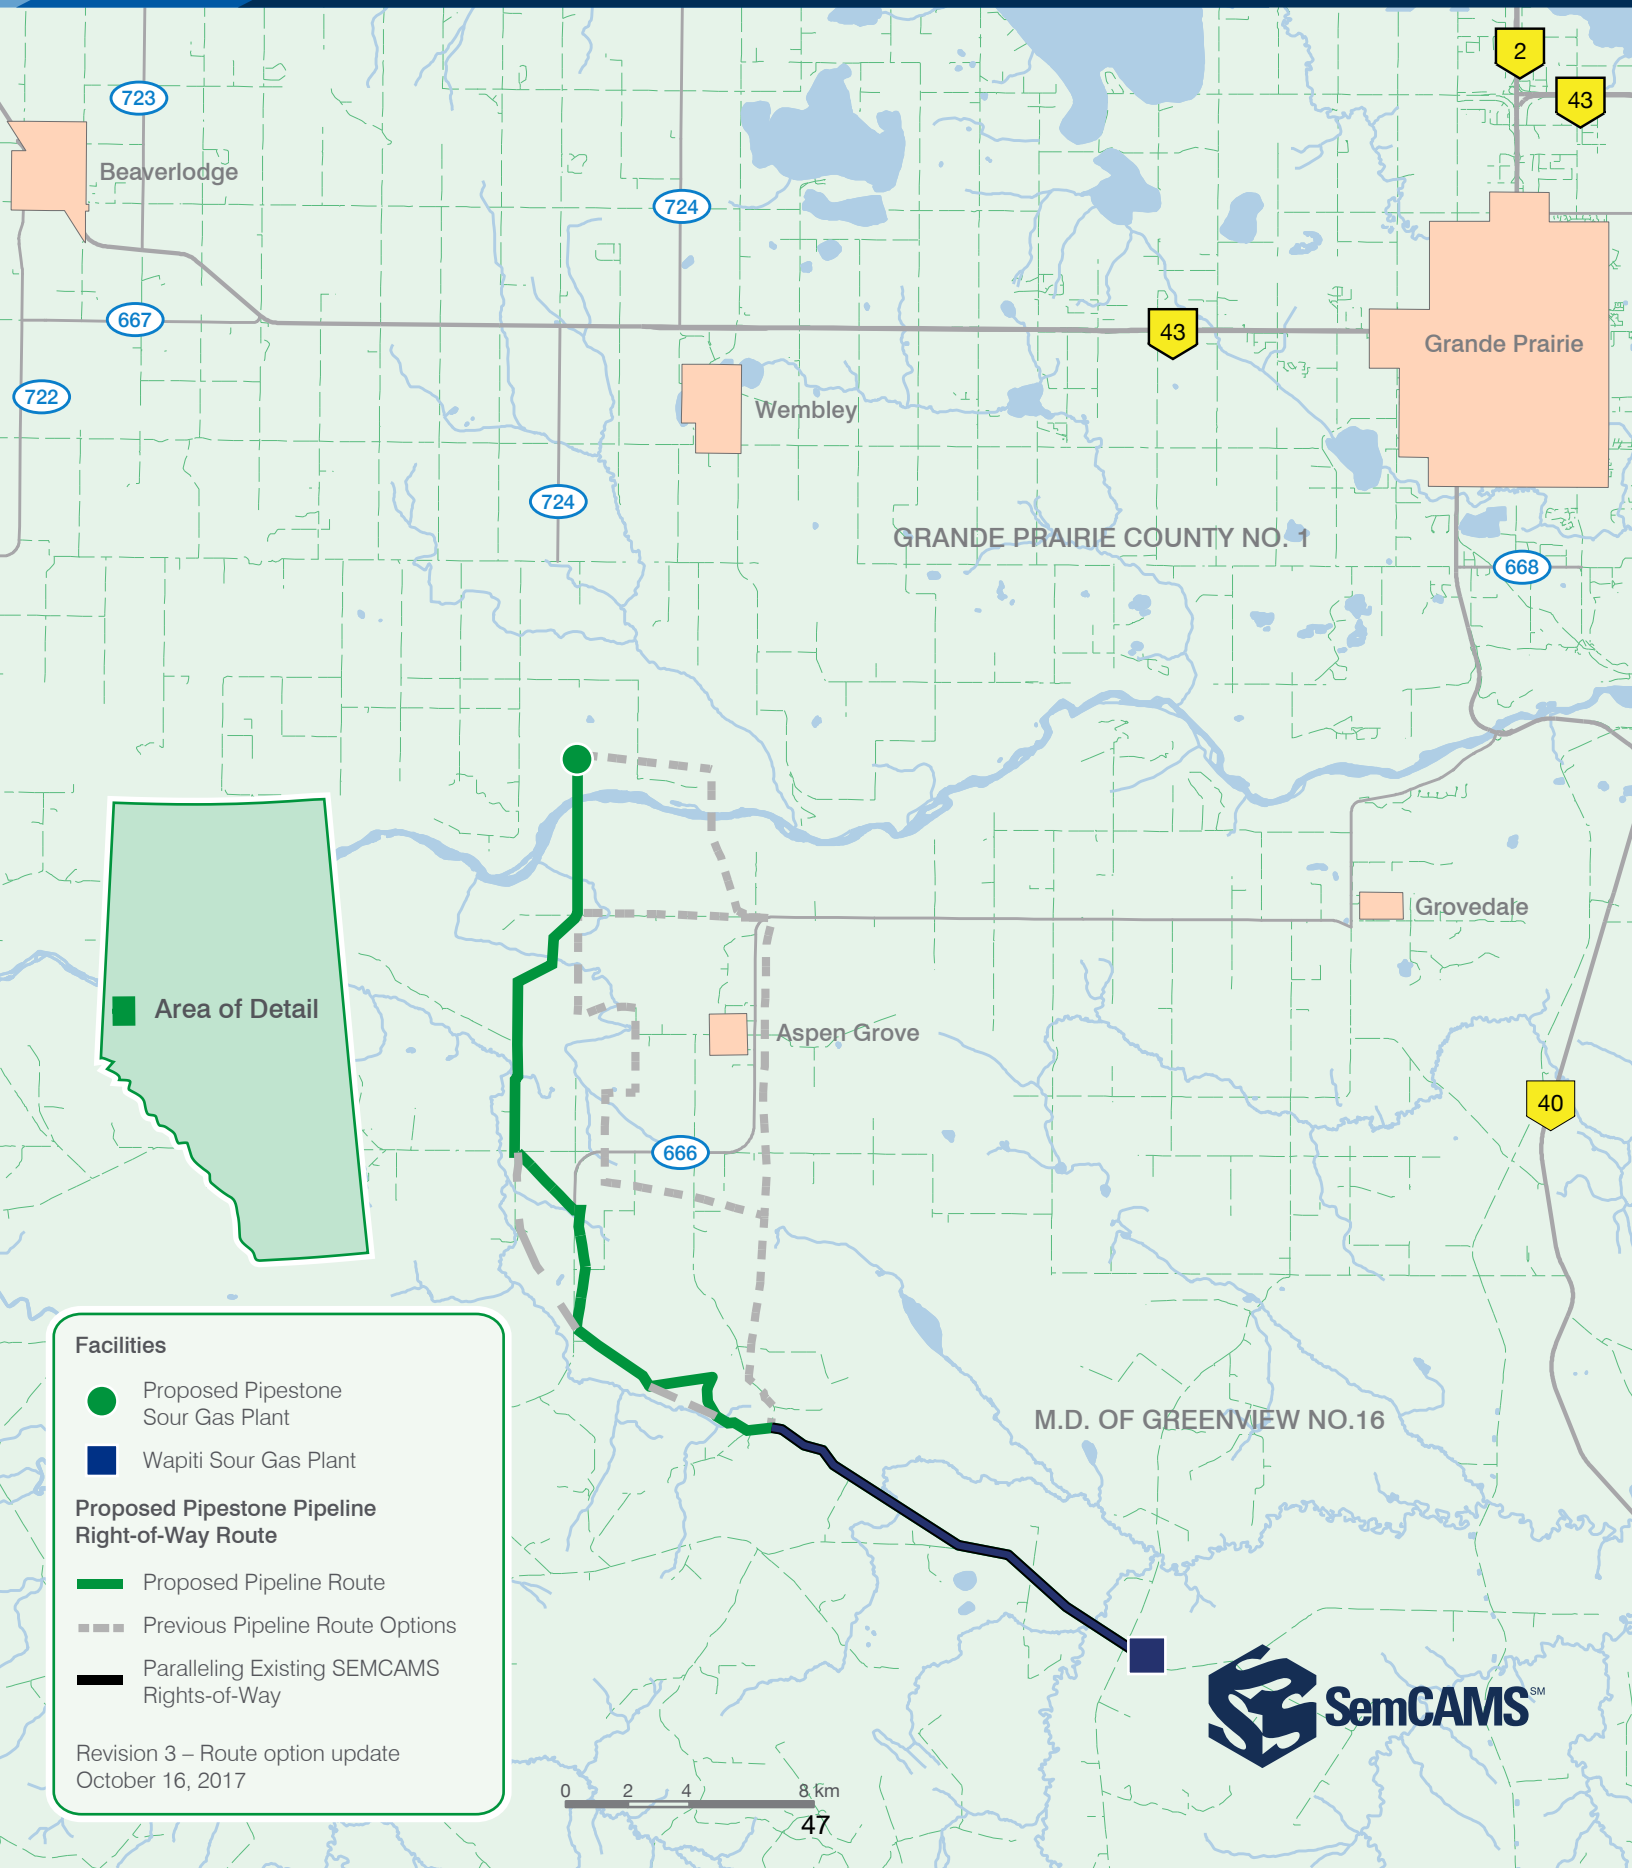 2
43
723
Beaverlodge
724
667
43
Grande Prairie
722
Wembley
724
GRANDE PRAIRIE COUNTY NO. 1
668
Grovedale
Area of Detail
Aspen Grove
40
666
M.D. OF GREENVIEW NO.16
Facilities
Proposed Pipestone
Sour Gas Plant
Wapiti Sour Gas Plant
Proposed Pipestone Pipeline
Right-of-Way Route
Proposed Pipeline Route
Previous Pipeline Route Options
Paralleling Existing SEMCAMS
Rights-of-Way
Revision 3 – Route option update
October 16, 2017
SemCAMS SM
0 2 4 8 km
47